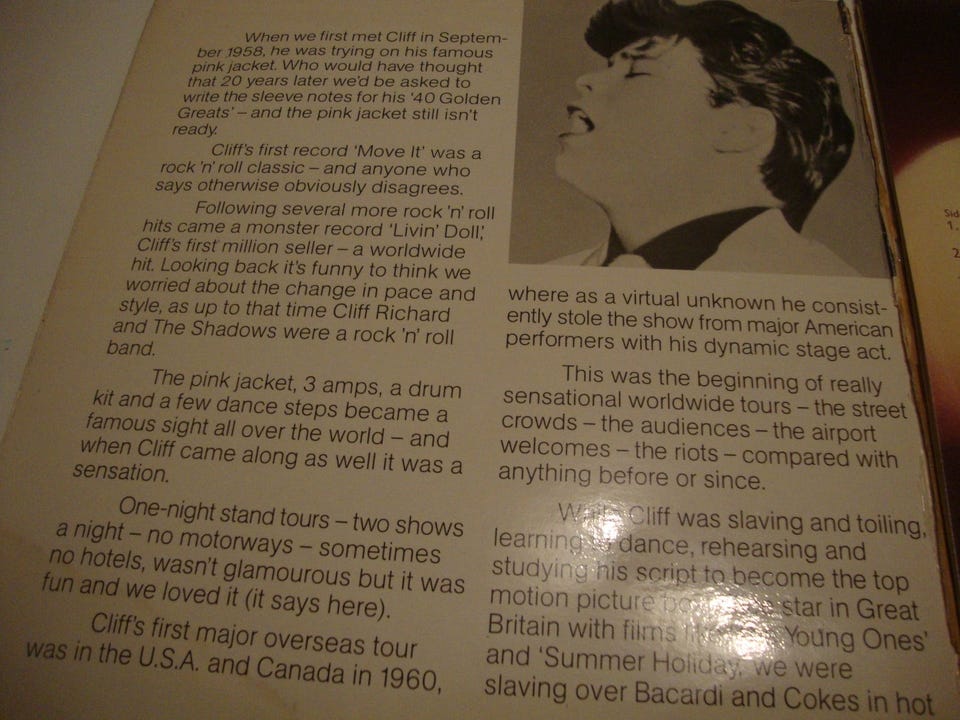 When we first met Cliff in Septem-
ber 1958, he was trying on his famous
pink jacket. Who would have thought
that 20 years later we'd be asked to
write the sleeve notes for his '40 Golden
Greats' – and the pink jacket still isn't
ready.
Cliff's first record 'Move It' was a
rock 'n' roll classic – and anyone who
says otherwise obviously disagrees.
Following several more rock 'n' roll
hits came a monster record 'Livin' Doll',
Cliff's first million seller – a worldwide
hit. Looking back it's funny to think we
worried about the change in pace and
style, as up to that time Cliff Richard
and The Shadows were a rock 'n' roll
band.
The pink jacket, 3 amps, a drum
kit and a few dance steps became a
famous sight all over the world – and
when Cliff came along as well it was a
sensation.
One-night stand tours – two shows
a night – no motorways – sometimes
no hotels, wasn't glamourous but it was
fun and we loved it (it says here).
Cliff's first major overseas tour
was in the U.S.A. and Canada in 1960,
where as a virtual unknown he consist-
ently stole the show from major American
performers with his dynamic stage act.
This was the beginning of really
sensational worldwide tours – the street
crowds – the audiences – the airport
welcomes – the riots – compared with
anything before or since.
While Cliff was slaving and toiling,
learning to dance, rehearsing and
studying his script to become the top
motion picture star in Great
Britain with films Young Ones'
and 'Summer Holiday', we were
slaving over Bacardi and Cokes in hot
Sid
1.
2